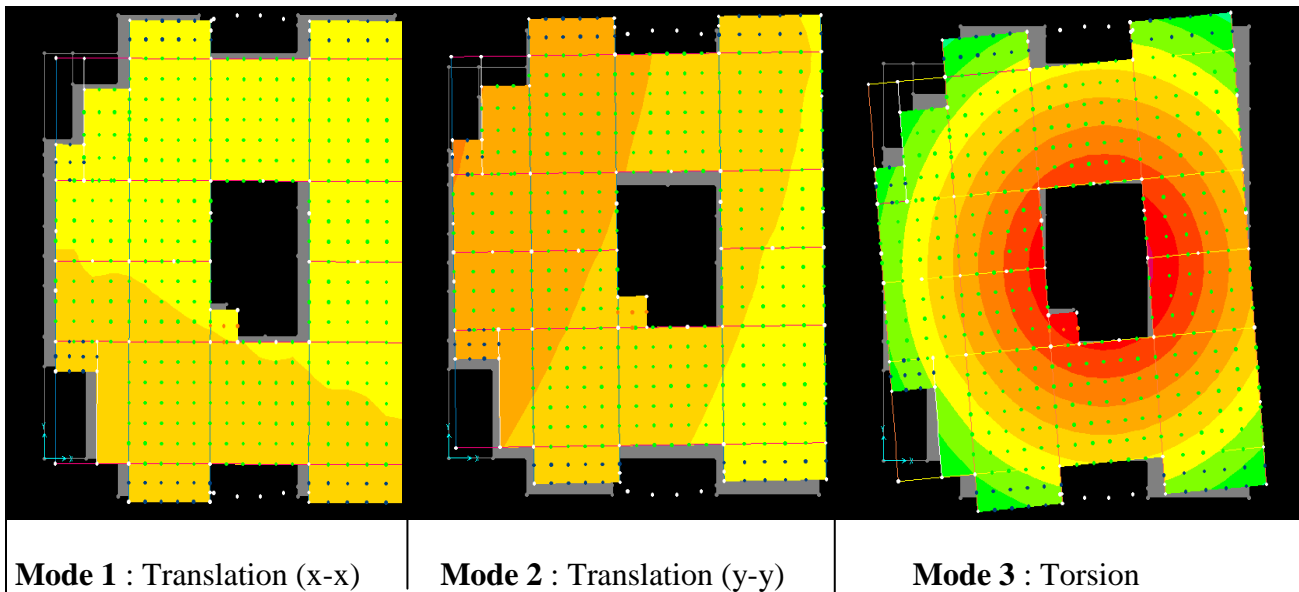 Mode 1 : Translation (x-x)
Mode 2 : Translation (y-y)
Mode 3 : Torsion